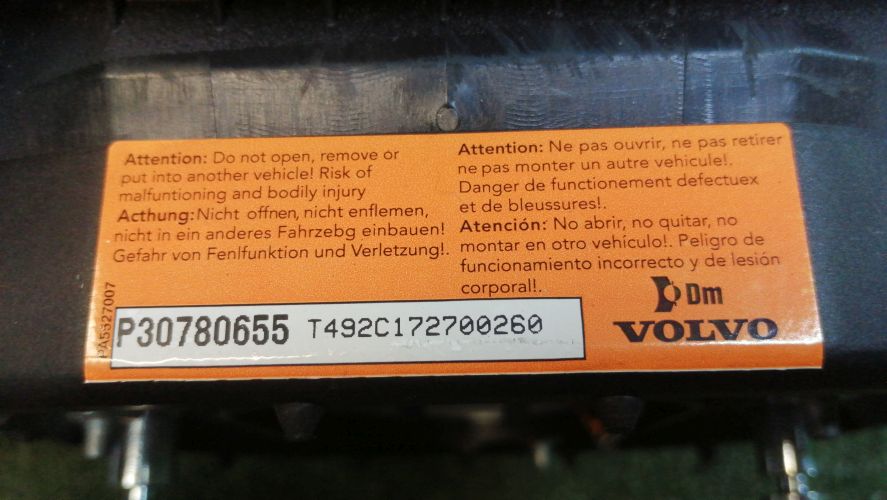 Attention: Do not open, remove or
put into another vehicle! Risk of
malfuntioning and bodily injury
Acthung: Nicht offnen, nicht enflemen,
nicht in ein anderes Fahrzebg einbauen!
Gefahr von Fenlfunktion und Verletzung!.
Attention: Ne pas ouvrir, ne pas retirer
ne pas monter un autre vehicule!.
Danger de functionement defectuex
et de bleussures!.
Atención: No abrir, no quitar, no
montar en otro vehículo!. Peligro de
funcionamiento incorrecto y de lesión
corporal!.
PA5327007
P30780655 T492C172700260
Dm
VOLVO